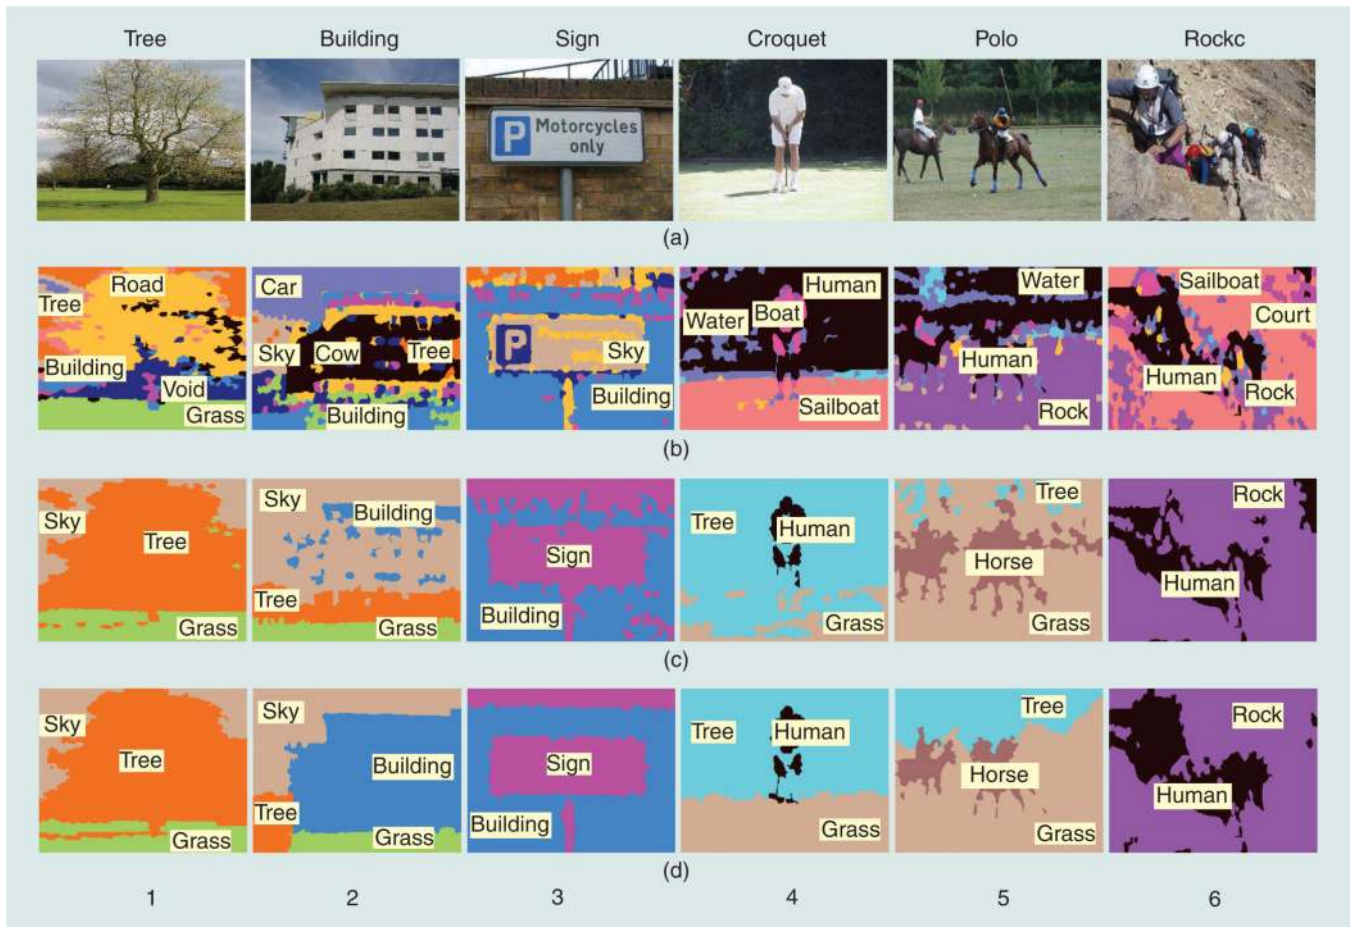 Tree Building Sign Croquet Polo Rockc
P Motorcycles
only
(a)
Road Car Human Water Sailboat
Tree Water Boat Court
Sky Cow Tree Sky Human
Building Human Rock
Void Building
Grass Building Sailboat Rock
(b)
Sky Sky Building Tree Human Tree Rock
Tree Sign Horse Human
Tree Building
Grass Grass Grass Grass
(c)
Sky Sky Tree Human Tree Rock
Tree Building Sign Horse Human
Tree Building
Grass Grass Grass Grass
(d)
1 2 3 4 5 6